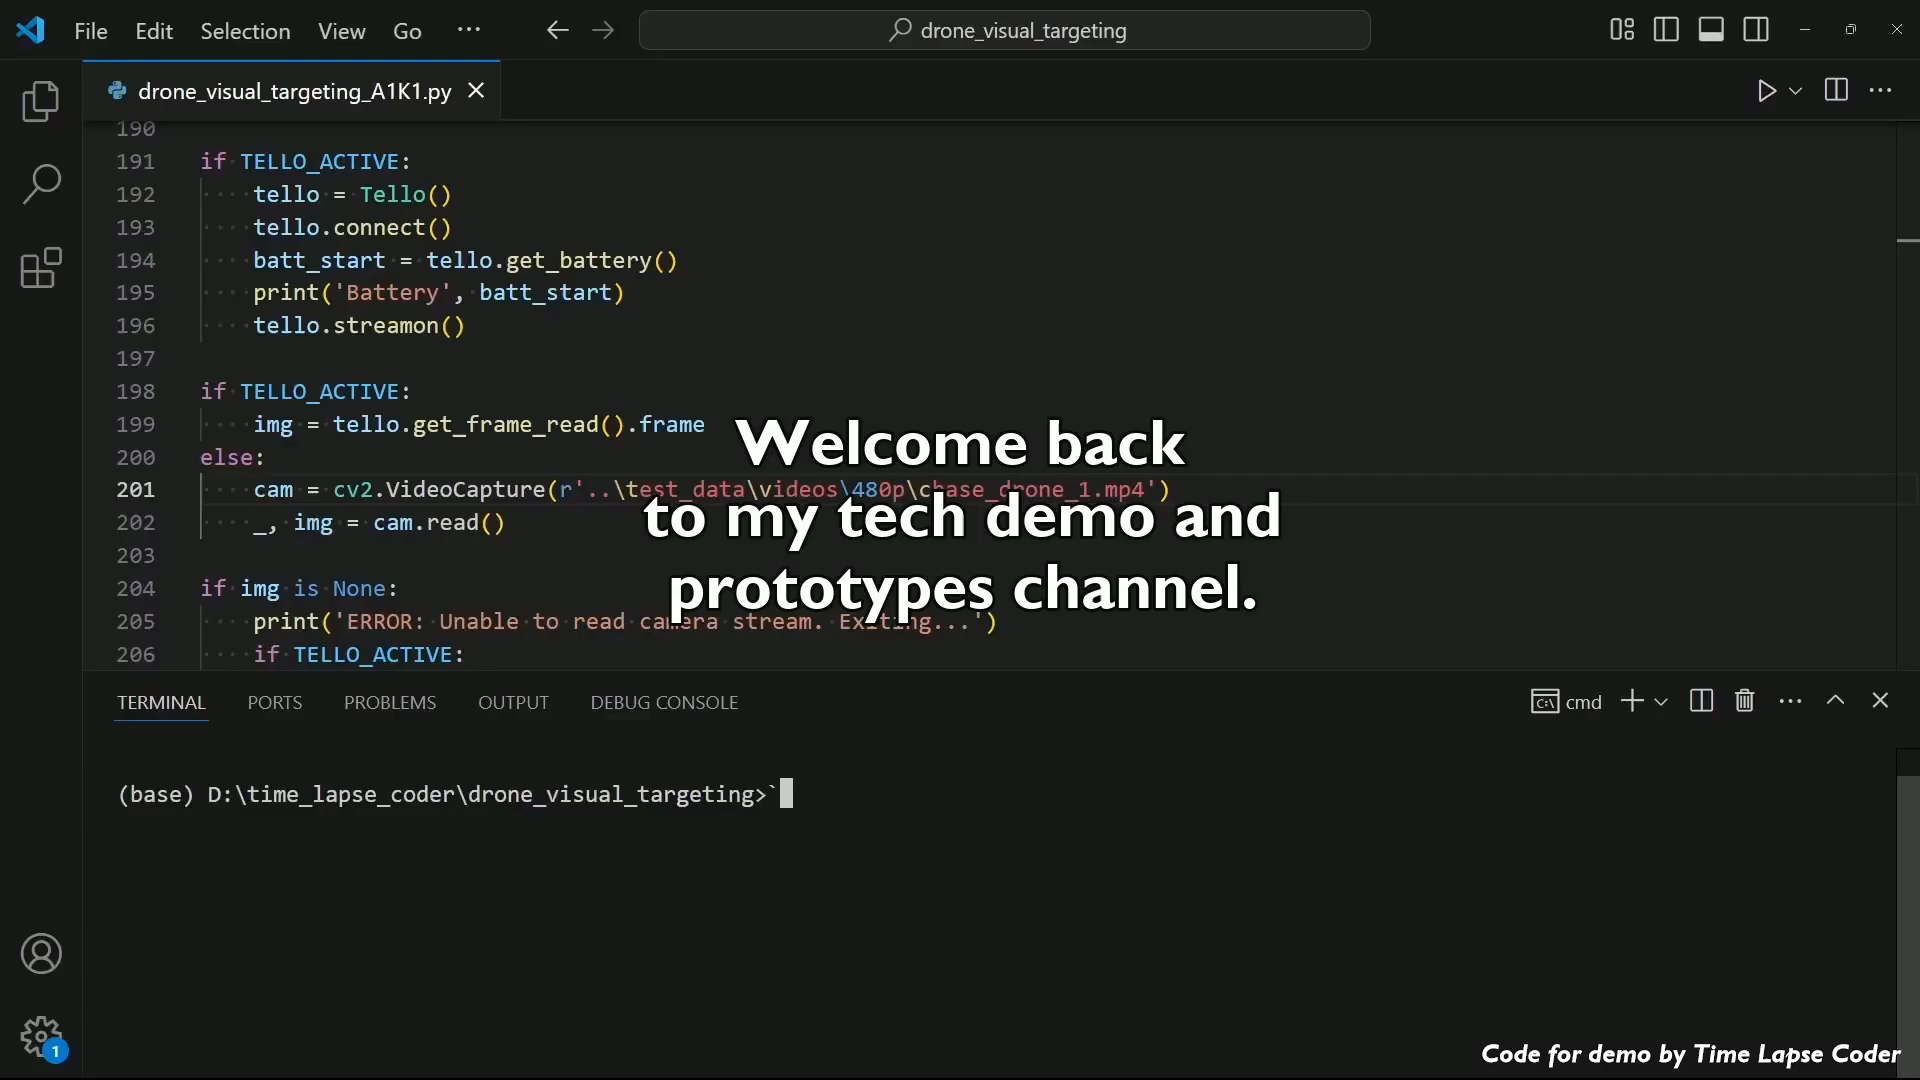 File Edit Selection View Go ··· drone_visual_targeting
drone_visual_targeting_A1K1.py
190
191 if TELLO_ACTIVE:
192 tello = Tello()
193 tello.connect()
194 batt_start = tello.get_battery()
195 print('Battery', batt_start)
196 tello.streamon()
197
198 if TELLO_ACTIVE:
199 img = tello.get_frame_read().frame
200 else:
201 cam = cv2.VideoCapture(r'..\test_data\videos\480p\chase_drone_1.mp4')
202 _, img = cam.read()
203
204 if img is None:
205 print('ERROR: Unable to read camera stream. Exiting...')
206 if TELLO_ACTIVE:
Welcome back
to my tech demo and
prototypes channel.
TERMINAL PORTS PROBLEMS OUTPUT DEBUG CONSOLE cmd
(base) D:\time_lapse_coder\drone_visual_targeting>`
1
Code for demo by Time Lapse Coder